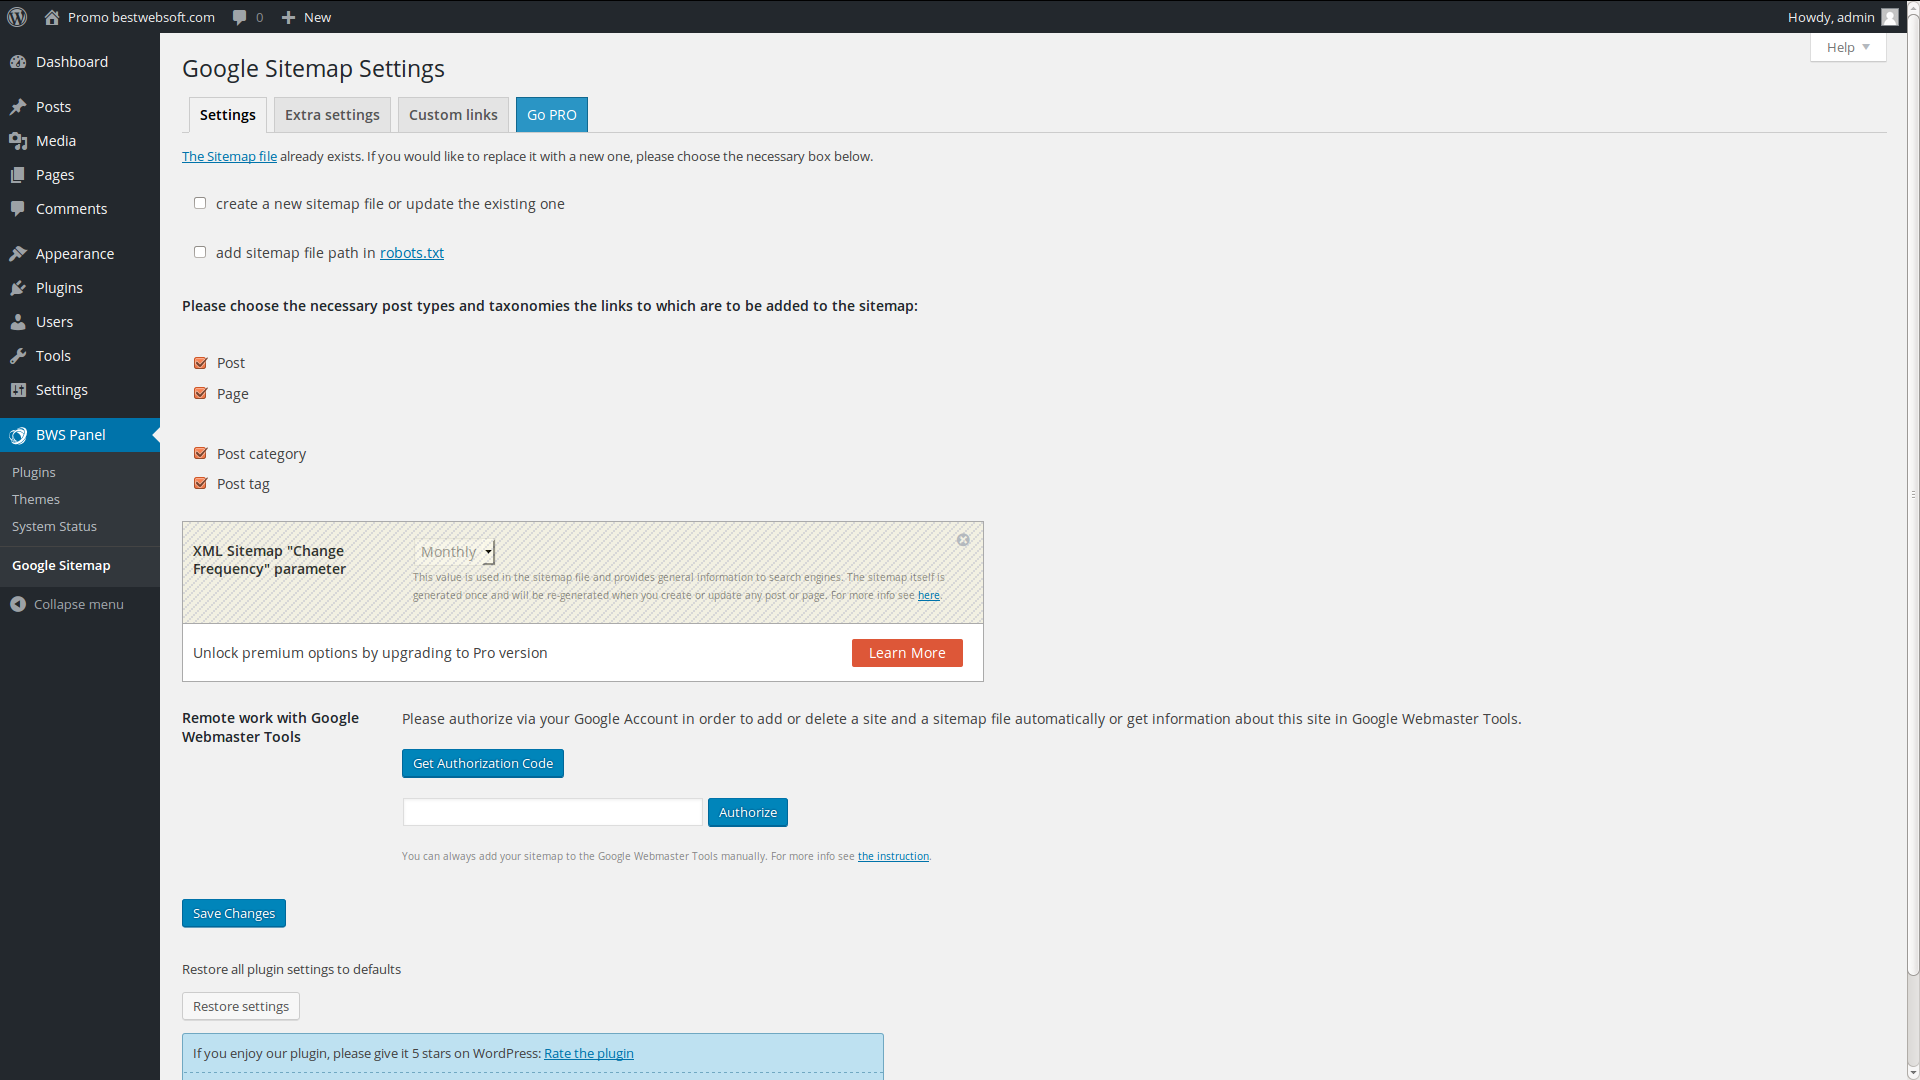 Promo bestwebsoft.com 0 New Howdy, admin
Help
Dashboard
Posts
Media
Pages
Comments
Appearance
Plugins
Users
Tools
Settings
BWS Panel
Plugins
Themes
System Status
Google Sitemap
Collapse menu
Google Sitemap Settings
Settings Extra settings Custom links Go PRO
The Sitemap file already exists. If you would like to replace it with a new one, please choose the necessary box below.
create a new sitemap file or update the existing one
add sitemap file path in robots.txt
Please choose the necessary post types and taxonomies the links to which are to be added to the sitemap:
Post
Page
Post category
Post tag
XML Sitemap "Change
Frequency" parameter
Monthly
This value is used in the sitemap file and provides general information to search engines. The sitemap itself is
generated once and will be re-generated when you create or update any post or page. For more info see here.
Unlock premium options by upgrading to Pro version
Learn More
Remote work with Google
Webmaster Tools
Please authorize via your Google Account in order to add or delete a site and a sitemap file automatically or get information about this site in Google Webmaster Tools.
Get Authorization Code
Authorize
You can always add your sitemap to the Google Webmaster Tools manually. For more info see the instruction.
Save Changes
Restore all plugin settings to defaults
Restore settings
If you enjoy our plugin, please give it 5 stars on WordPress: Rate the plugin